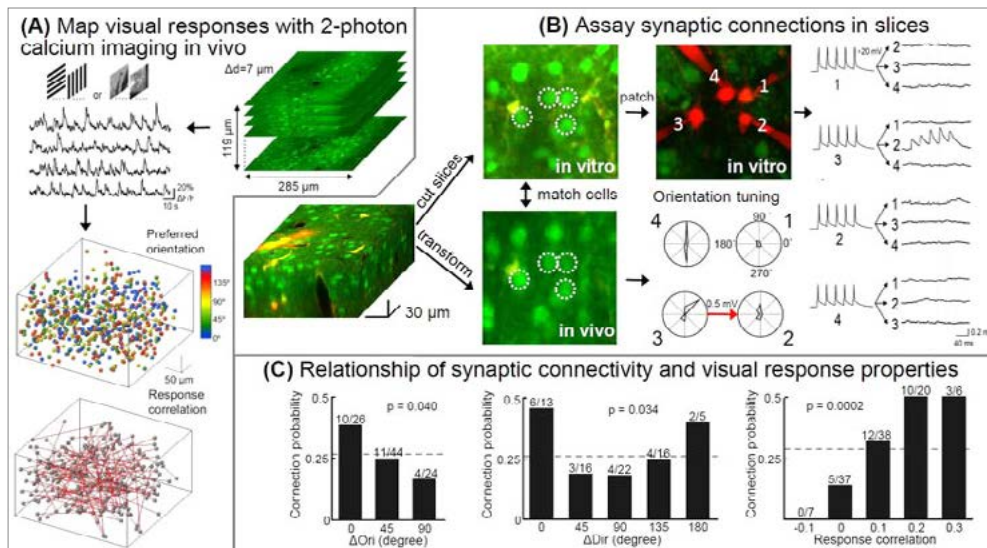 (A) Map visual responses with 2-photon
calcium imaging in vivo
or
Δd=7 µm
119 µm
285 µm
20%
ΔF/F
10 s
Preferred orientation
135°
90°
45°
0°
50 µm
Response
correlation
30 µm
cut slices
transform
(B) Assay synaptic connections in slices
in vitro
patch
4
1
3
2
in vitro
match cells
in vivo
Orientation tuning
4
90°
1
180°
0°
270°
0.5 mV
3
2
-20 mV
1
2
3
4
3
1
2
4
2
1
3
4
4
1
2
3
0.2 m
40 ms
(C) Relationship of synaptic connectivity and visual response properties
Connection probability
0.5
0.25
0
10/26
11/44
4/24
p = 0.040
0 45 90
ΔOri (degree)
Connection probability
0.5
0.25
0
6/13
3/16
4/22
4/16
2/5
p = 0.034
0 45 90 135 180
ΔDir (degree)
Connection probability
0.5
0.25
0
0/7
5/37
12/38
10/20
3/6
p = 0.0002
-0.1 0 0.1 0.2 0.3
Response correlation